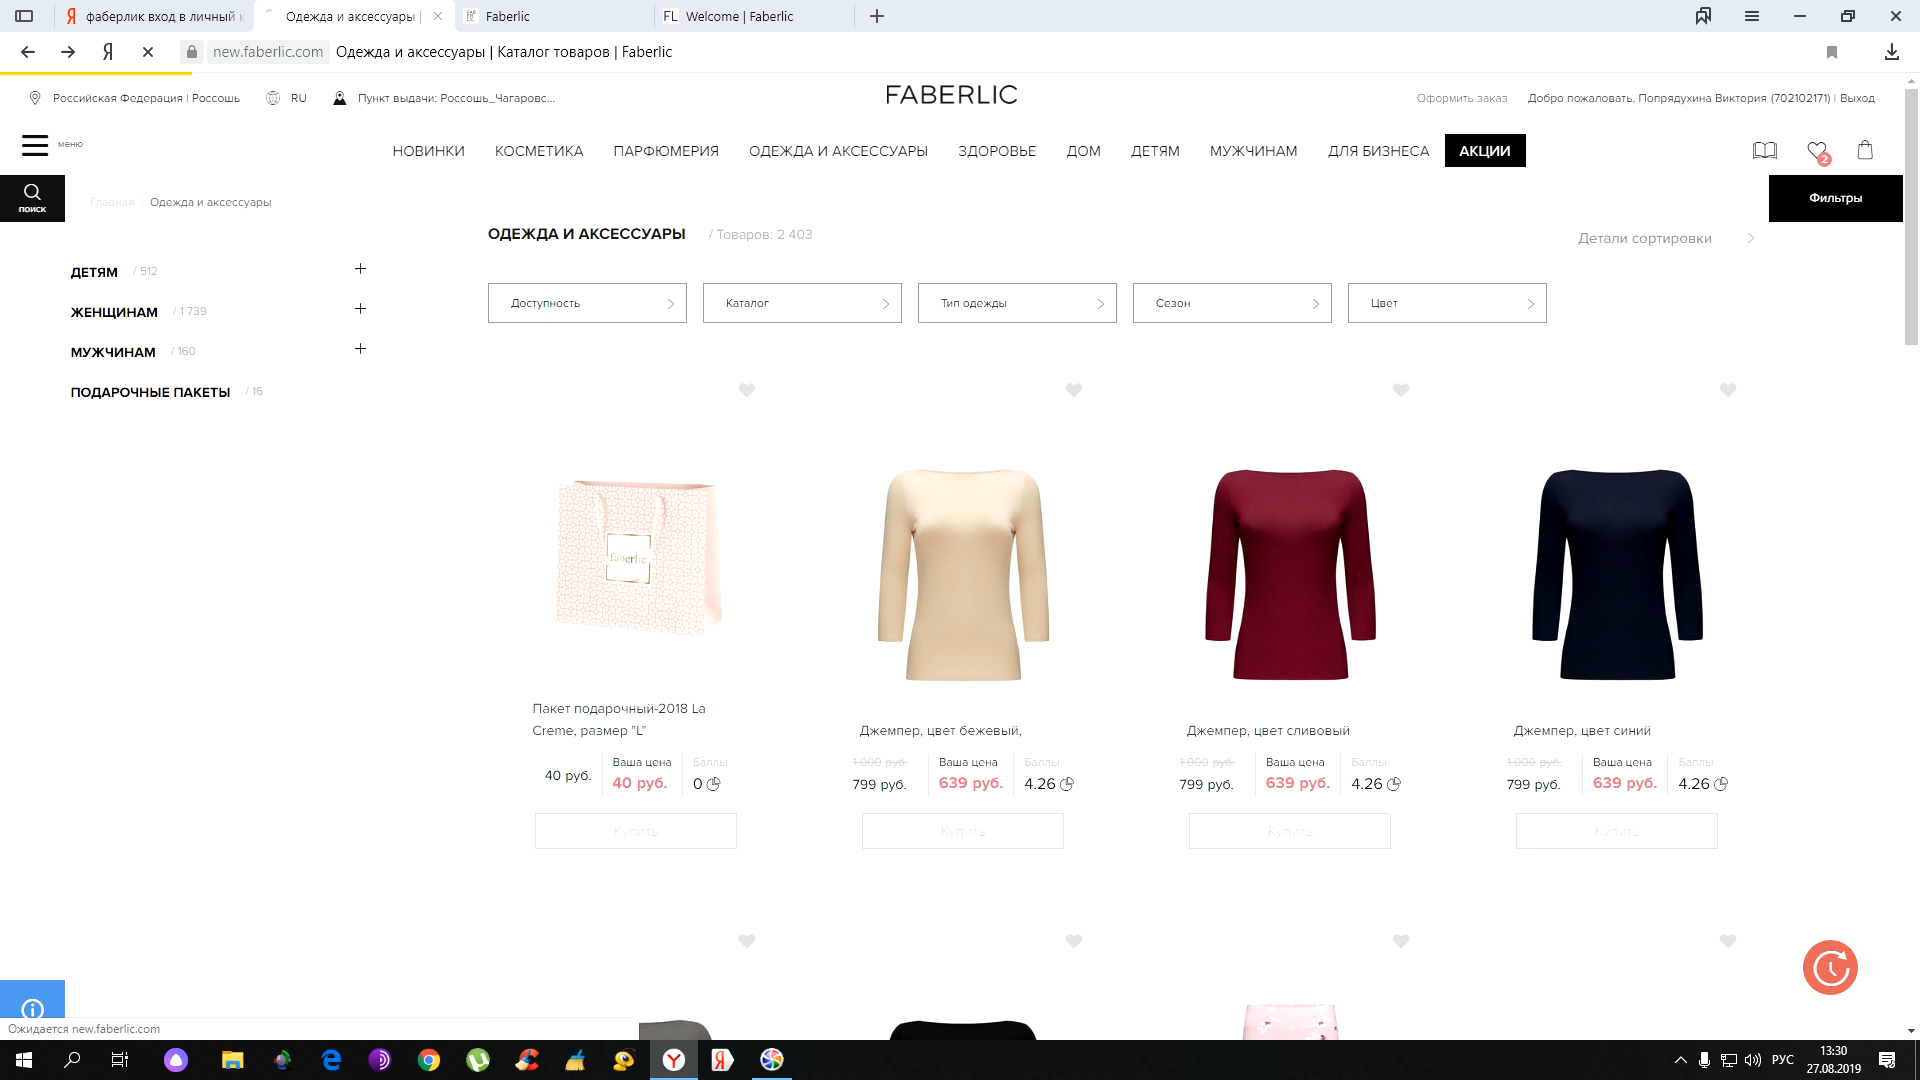 фаберлик вход в личный к
Одежда и аксессуары |
Faberlic
FL Welcome | Faberlic
new.faberlic.com Одежда и аксессуары | Каталог товаров | Faberlic
Российская Федерация | Россошь
RU
Пункт выдачи: Россошь_Чагаровс...
FABERLIC
Оформить заказ
Добро пожаловать, Попрядухина Виктория (702102171) | Выход
меню
НОВИНКИ КОСМЕТИКА ПАРФЮМЕРИЯ ОДЕЖДА И АКСЕССУАРЫ ЗДОРОВЬЕ ДОМ ДЕТЯМ МУЖЧИНАМ ДЛЯ БИЗНЕСА АКЦИИ
2
поиск
Главная / Одежда и аксессуары
Фильтры
ОДЕЖДА И АКСЕССУАРЫ / Товаров: 2 403
Детали сортировки
ДЕТЯМ / 512
ЖЕНЩИНАМ / 1 739
МУЖЧИНАМ / 160
ПОДАРОЧНЫЕ ПАКЕТЫ / 16
Доступность Каталог Тип одежды Сезон Цвет
faberlic
Пакет подарочный-2018 La
Creme, размер "L"
40 руб.
Ваша цена
40 руб.
Баллы
0
Купить
Джемпер, цвет бежевый,
1 000 руб.
799 руб.
Ваша цена
639 руб.
Баллы
4.26
Купить
Джемпер, цвет сливовый
1 000 руб.
799 руб.
Ваша цена
639 руб.
Баллы
4.26
Купить
Джемпер, цвет синий
1 000 руб.
799 руб.
Ваша цена
639 руб.
Баллы
4.26
Купить
Ожидается new.faberlic.com
РУС
13:30
27.08.2019